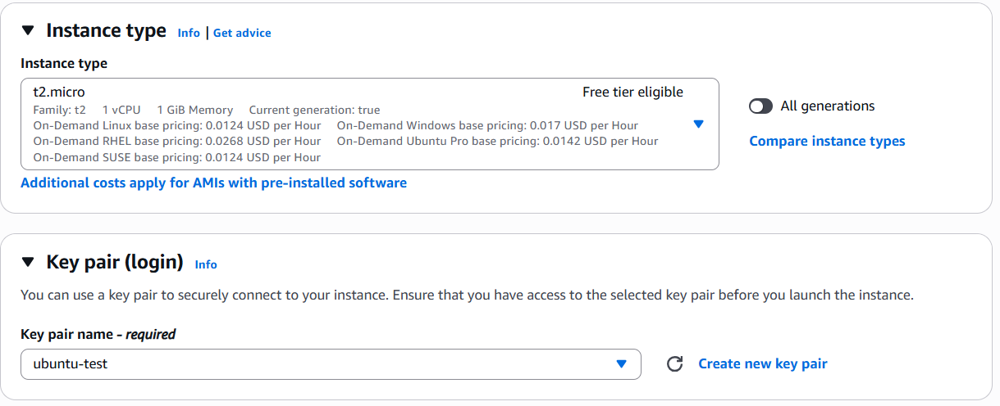 Instance type Info | Get advice
Instance type
t2.micro Free tier eligible
Family: t2 1 vCPU 1 GiB Memory Current generation: true
On-Demand Linux base pricing: 0.0124 USD per Hour On-Demand Windows base pricing: 0.017 USD per Hour
On-Demand RHEL base pricing: 0.0268 USD per Hour On-Demand Ubuntu Pro base pricing: 0.0142 USD per Hour
On-Demand SUSE base pricing: 0.0124 USD per Hour
All generations
Compare instance types
Additional costs apply for AMIs with pre-installed software
Key pair (login) Info
You can use a key pair to securely connect to your instance. Ensure that you have access to the selected key pair before you launch the instance.
Key pair name - required
ubuntu-test
Create new key pair